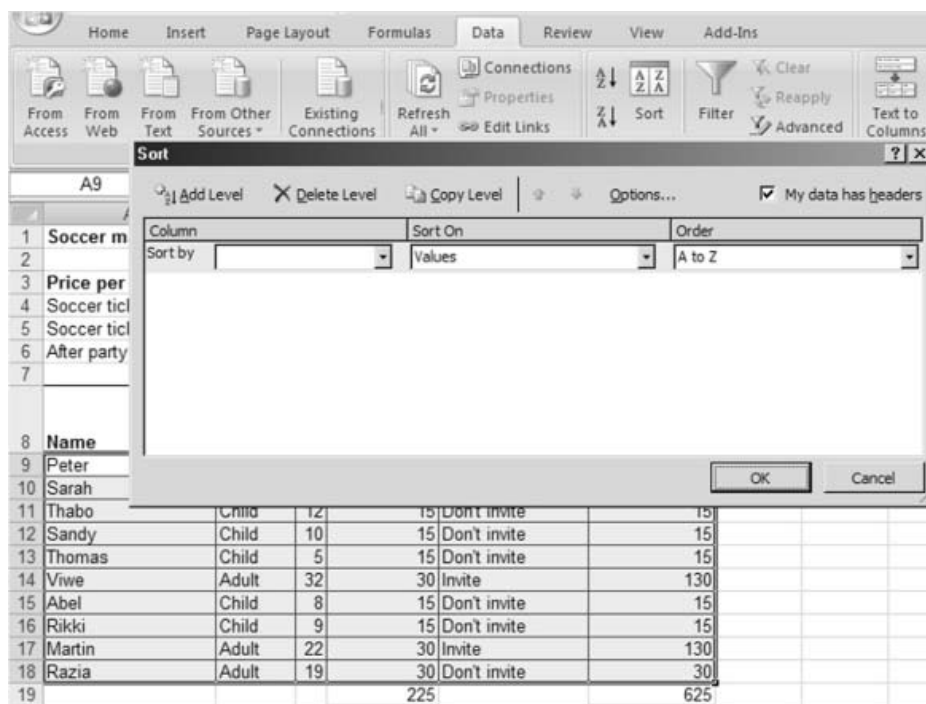 Home Insert Page Layout Formulas Data Review View Add-Ins
From Access
From Web
From Text
From Other Sources
Existing Connections
Refresh All
Connections
Properties
Edit Links
Sort
Filter
Clear
Reapply
Advanced
Text to Columns
Sort
A9
Add Level Delete Level Copy Level Options... My data has headers
Column Sort On Order
Sort by Values A to Z
1 Soccer m
2
3 Price per
4 Soccer tic
5 Soccer tic
6 After party
7
8 Name
9 Peter
OK Cancel
10 Sarah
11 Thabo Child 12 15 Don't invite 15
12 Sandy Child 10 15 Don't invite 15
13 Thomas Child 5 15 Don't invite 15
14 Viwe Adult 32 30 Invite 130
15 Abel Child 8 15 Don't invite 15
16 Rikki Child 9 15 Don't invite 15
17 Martin Adult 22 30 Invite 130
18 Razia Adult 19 30 Don't invite 30
19 225 625